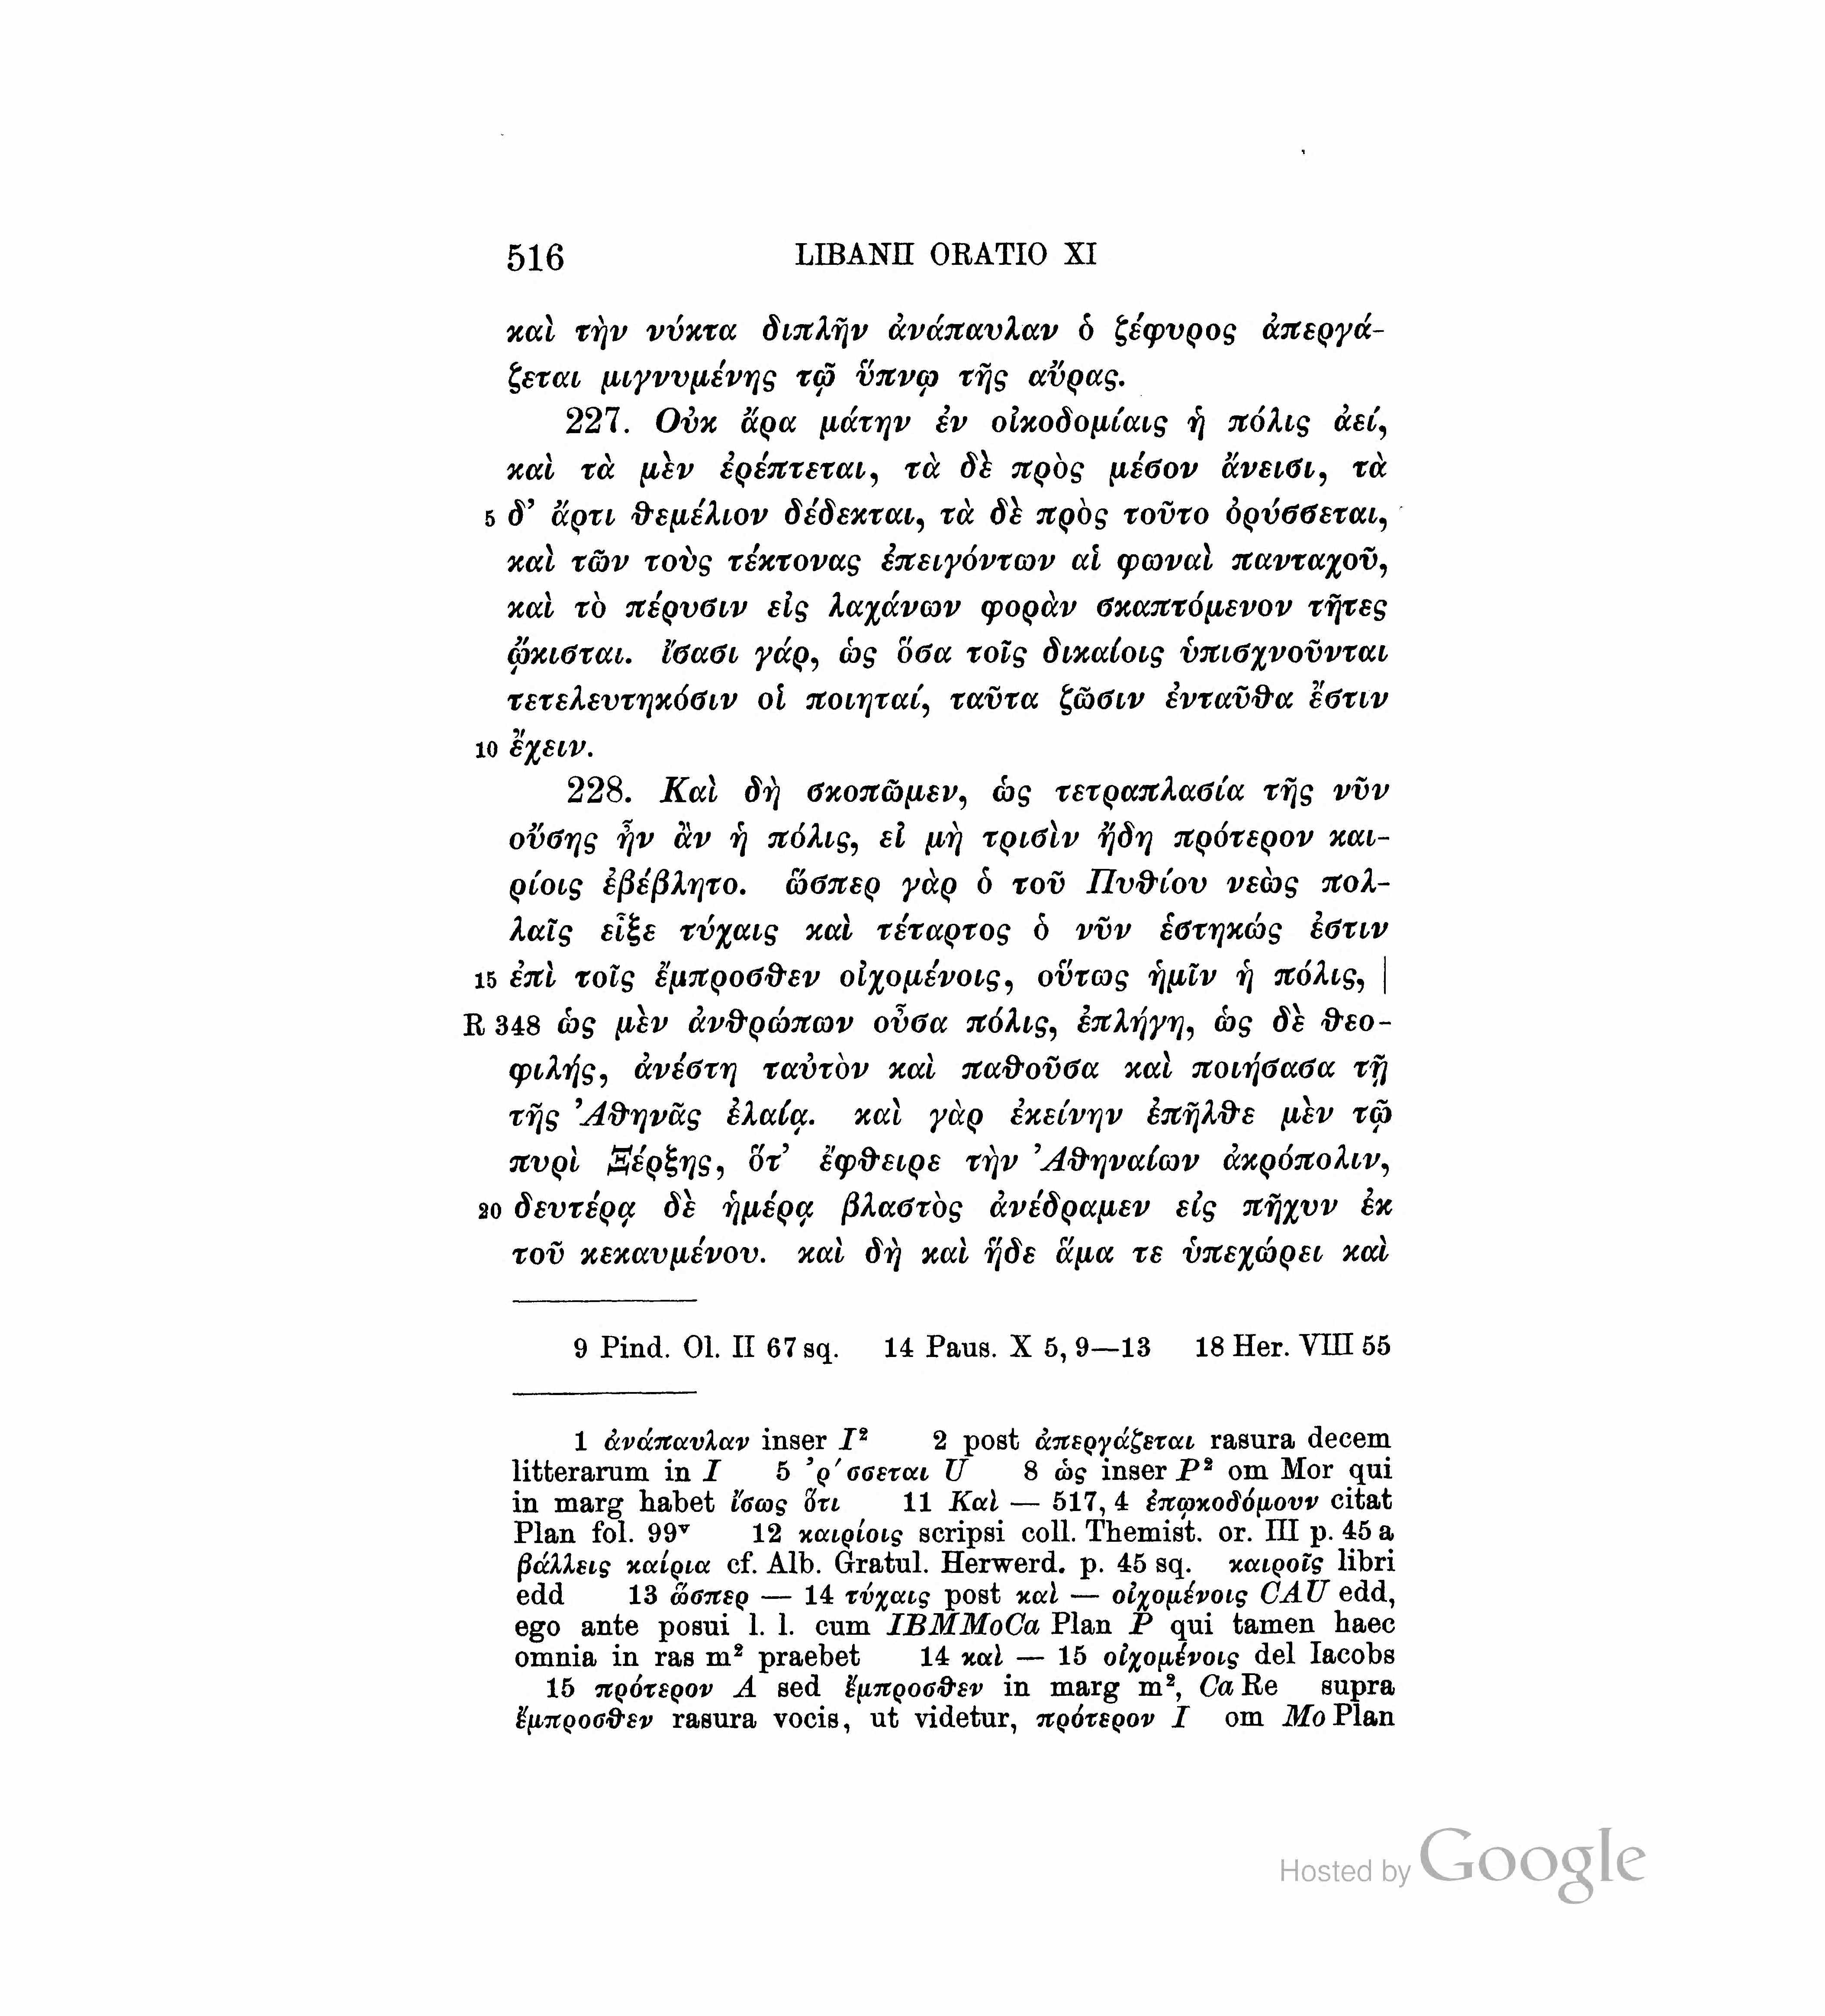 516 LIBANII ORATIO XI
καὶ τὴν νύκτα διπλῆν ἀνάπαυλαν ὁ ζέφυρος ἀπεργά-
ζεται μιγνυμένης τῷ ὕπνῳ τῆς αὔρας.
227. Οὐκ ἄρα μάτην ἐν οἰκοδομίαις ἡ πόλις ἀεί,
καὶ τὰ μὲν ἐρέπτεται, τὰ δὲ πρὸς μέσον ἄνεισι, τὰ
5 δ’ ἄρτι θεμέλιον δέδεκται, τὰ δὲ πρὸς τοῦτο ὀρύσσεται,
καὶ τῶν τοὺς τέκτονας ἐπειγόντων αἱ φωναὶ πανταχοῦ,
καὶ τὸ πέρυσιν εἰς λαχάνων φορὰν σκαπτόμενον τῆτες
ᾤκισται. ἴσασι γάρ, ὡς ὅσα τοῖς δικαίοις ὑπισχνοῦνται
τετελευτηκόσιν οἱ ποιηταί, ταῦτα ζῶσιν ἐνταῦθα ἔστιν
10 ἔχειν.
228. Καὶ δὴ σκοπῶμεν, ὡς τετραπλασία τῆς νῦν
οὔσης ἦν ἂν ἡ πόλις, εἰ μὴ τρισὶν ἤδη πρότερον και-
ρίοις ἐβέβλητο. ὥσπερ γὰρ ὁ τοῦ Πυθίου νεὼς πολ-
λαῖς εἶξε τύχαις καὶ τέταρτος ὁ νῦν ἑστηκώς ἐστιν
15 ἐπὶ τοῖς ἔμπροσθεν οἰχομένοις, οὕτως ἡμῖν ἡ πόλις, |
R 348 ὡς μὲν ἀνθρώπων οὖσα πόλις, ἐπλήγη, ὡς δὲ θεο-
φιλής, ἀνέστη ταὐτὸν καὶ παθοῦσα καὶ ποιήσασα τῇ
τῆς Ἀθηνᾶς ἐλαίᾳ. καὶ γὰρ ἐκείνην ἐπῆλθε μὲν τῷ
πυρὶ Ξέρξης, ὅτ’ ἔφθειρε τὴν Ἀθηναίων ἀκρόπολιν,
20 δευτέρᾳ δὲ ἡμέρᾳ βλαστὸς ἀνέδραμεν εἰς πῆχυν ἐκ
τοῦ κεκαυμένου. καὶ δὴ καὶ ἥδε ἅμα τε ὑπεχώρει καὶ
9 Pind. Ol. II 67 sq. 14 Paus. X 5, 9—13 18 Her. VIII 55
1 ἀνάπαυλαν inser I² 2 post ἀπεργάζεται rasura decem
litterarum in I 5 ’ρ´σσεται U 8 ὡς inser P² om Mor qui
in marg habet ἴσως ὅτι 11 Καὶ — 517, 4 ἐπῳκοδόμουν citat
Plan fol. 99ᵛ 12 καιρίοις scripsi coll. Themist. or. III p. 45 a
βάλλεις καίρια cf. Alb. Gratul. Herwerd. p. 45 sq. καιροῖς libri
edd 13 ὥσπερ — 14 τύχαις post καὶ — οἰχομένοις CAU edd,
ego ante posui l. l. cum IBMMoCa Plan P qui tamen haec
omnia in ras m² praebet 14 καὶ — 15 οἰχομένοις del Iacobs
15 πρότερον A sed ἔμπροσθεν in marg m², Ca Re supra
ἔμπροσθεν rasura vocis, ut videtur, πρότερον I om Mo Plan
Hosted by Google